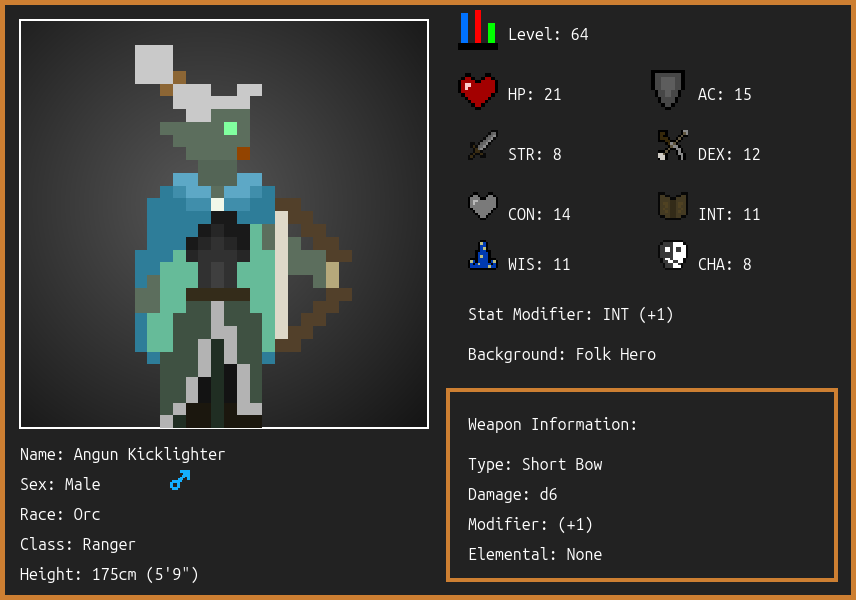 Level: 64
HP: 21
AC: 15
STR: 8
DEX: 12
CON: 14
INT: 11
WIS: 11
CHA: 8
Stat Modifier: INT (+1)
Background: Folk Hero
Weapon Information:
Type: Short Bow
Damage: d6
Modifier: (+1)
Elemental: None
Name: Angun Kicklighter
Sex: Male
Race: Orc
Class: Ranger
Height: 175cm (5'9")